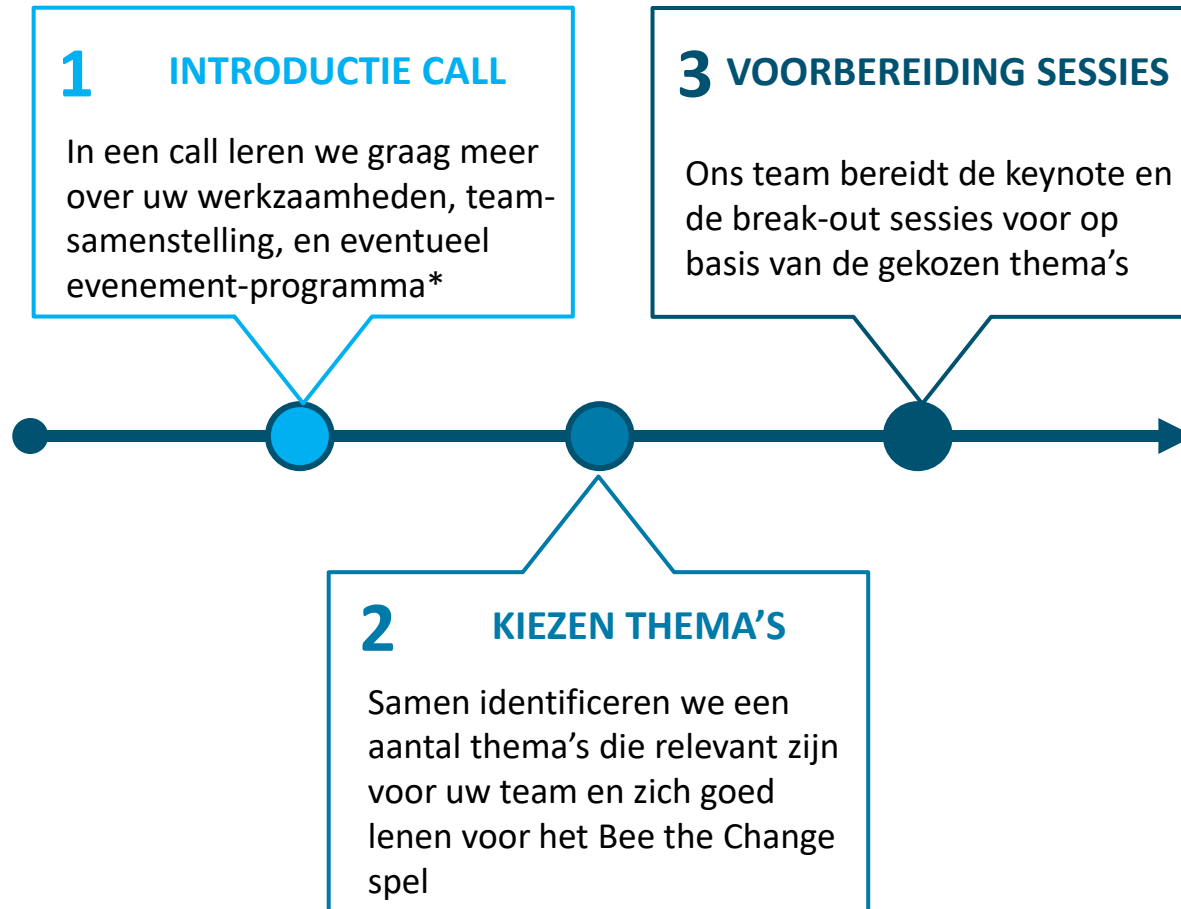 1 INTRODUCTIE CALL
In een call leren we graag meer
over uw werkzaamheden, team-
samenstelling, en eventueel
evenement-programma*
2 KIEZEN THEMA’S
Samen identificeren we een
aantal thema’s die relevant zijn
voor uw team en zich goed
lenen voor het Bee the Change
spel
3 VOORBEREIDING SESSIES
Ons team bereidt de keynote en
de break-out sessies voor op
basis van de gekozen thema’s